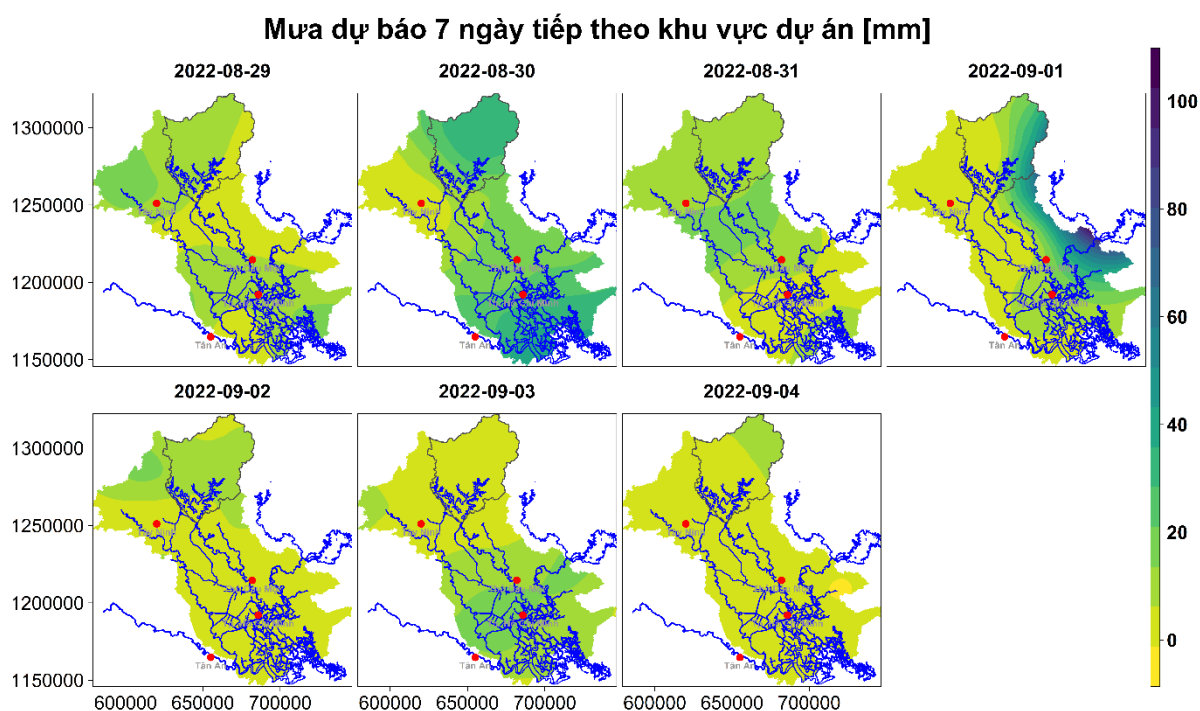 Mưa dự báo 7 ngày tiếp theo khu vực dự án [mm]
2022-08-29 2022-08-30 2022-08-31 2022-09-01
1300000
1250000
1200000
1150000
Tân An
Tân An
Tân An
Tân An
100
80
60
40
20
0
2022-09-02 2022-09-03 2022-09-04
1300000
1250000
1200000
1150000
Tân An
Tân An
Tân An
600000 650000 700000 600000 650000 700000 600000 650000 700000